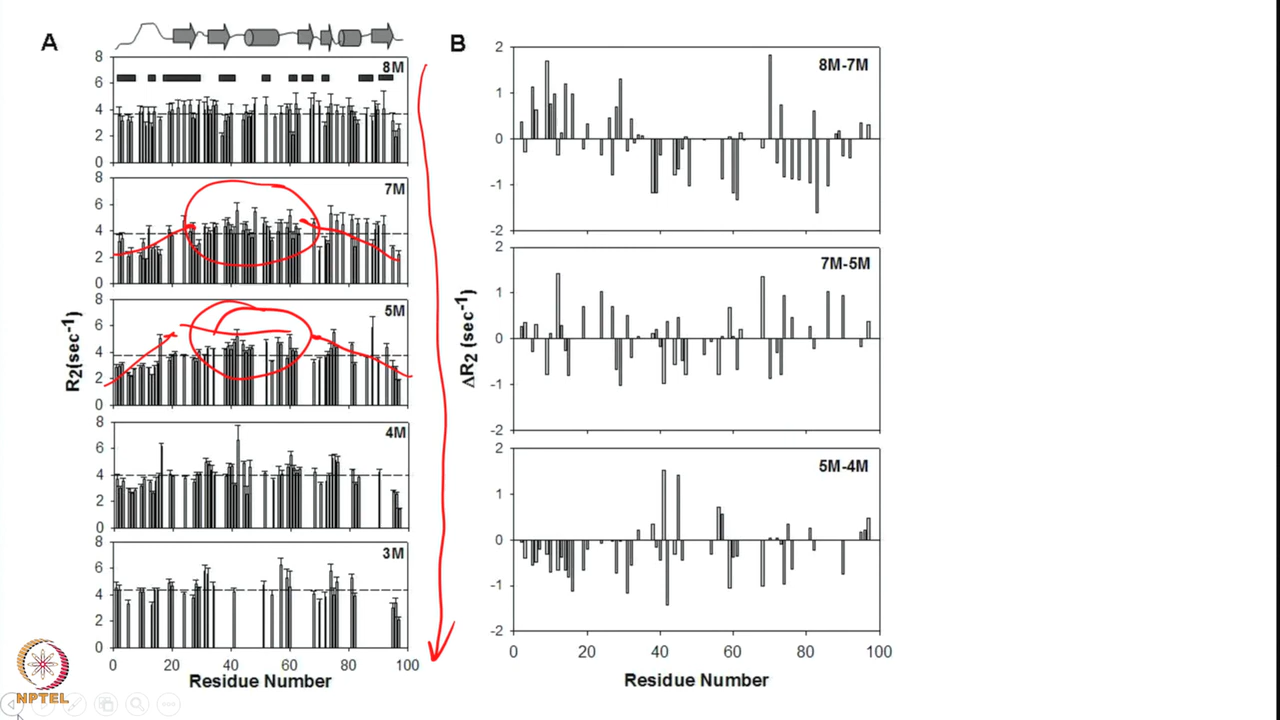 A
8M
8
6
4
2
0
7M
8
6
4
2
0
5M
8
6
4
2
0
4M
8
6
4
2
0
3M
8
6
4
2
0
R2(sec-1)
0 20 40 60 80 100
Residue Number
B
8M-7M
2
1
0
-1
-2
7M-5M
2
1
0
-1
-2
5M-4M
2
1
0
-1
-2
ΔR2 (sec-1)
0 20 40 60 80 100
Residue Number
NPTEL